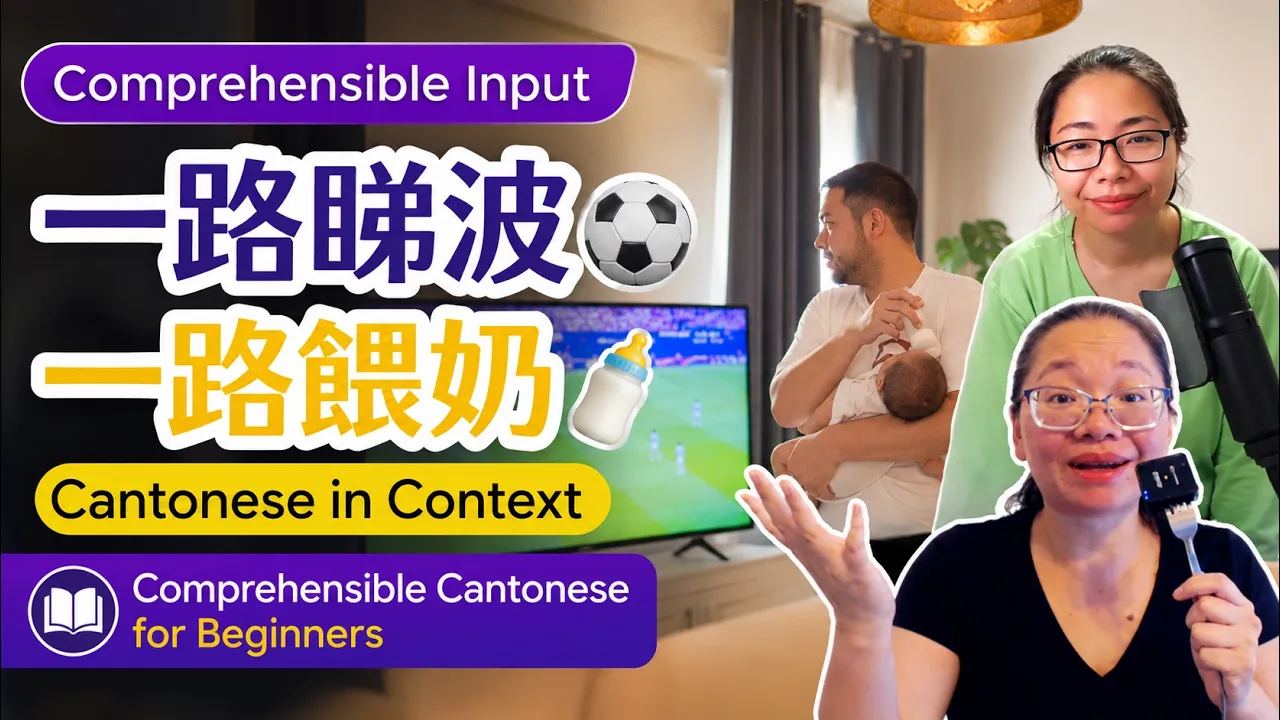 Comprehensible Input
一路睇波
一路餵奶
Cantonese in Context
Comprehensible Cantonese
for Beginners